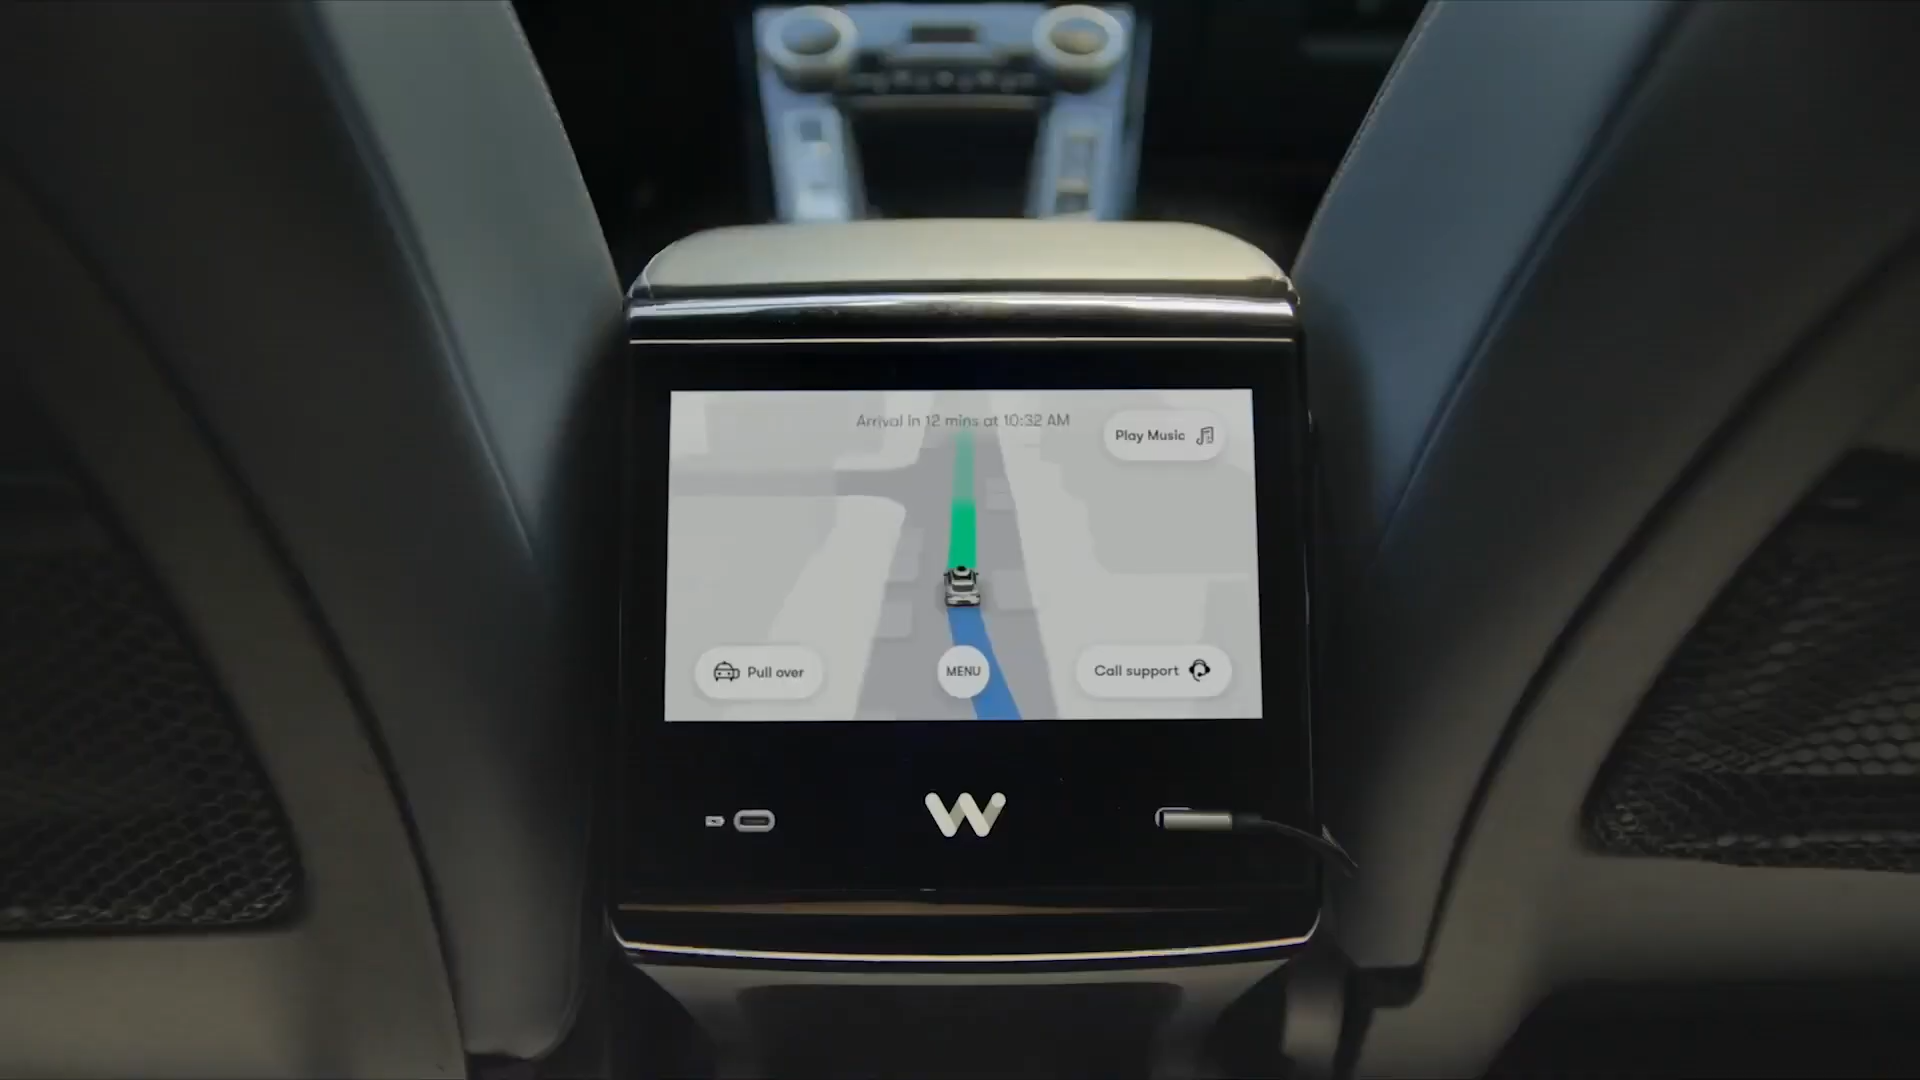 Arrival in 12 mins at 10:32 AM
Play Music
Pull over
MENU
Call support
W